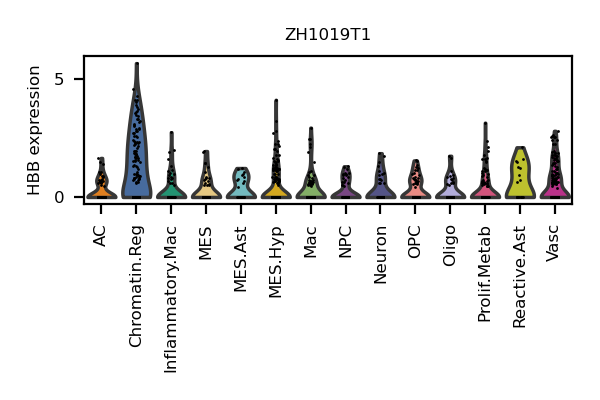 ZH1019T1
HBB expression
5
0
AC
Chromatin.Reg
Inflammatory.Mac
MES
MES.Ast
MES.Hyp
Mac
NPC
Neuron
OPC
Oligo
Prolif.Metab
Reactive.Ast
Vasc